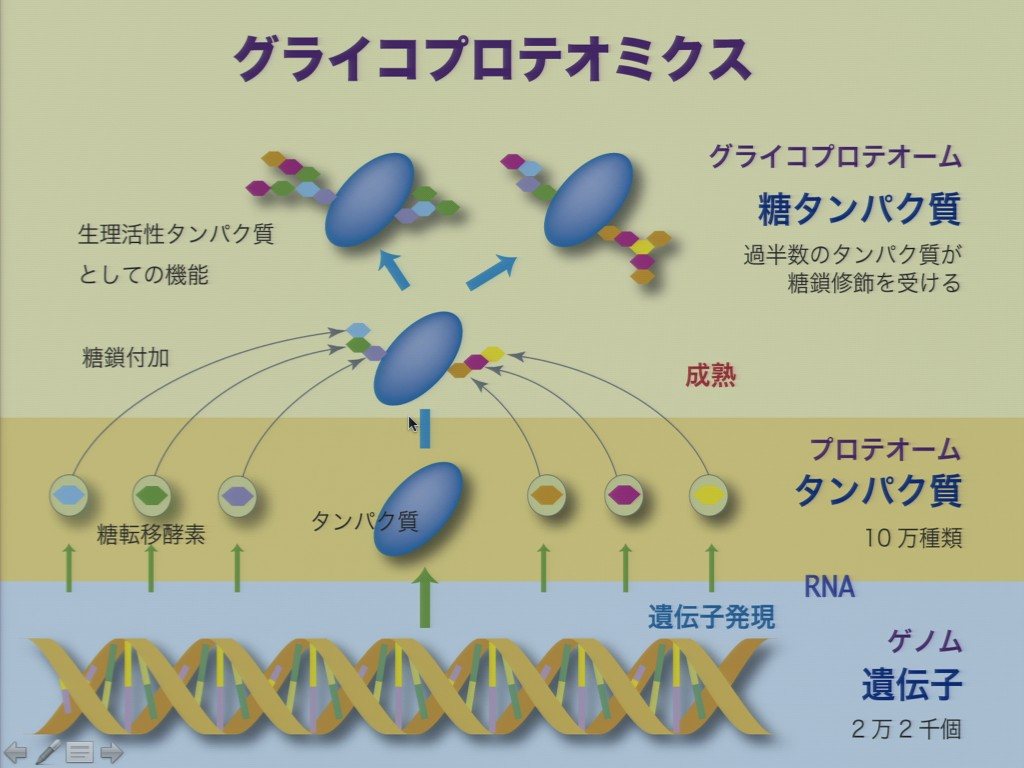 グライコプロテオミクス
グライコプロテオーム
糖タンパク質
過半数のタンパク質が
糖鎖修飾を受ける
生理活性タンパク質
としての機能
糖鎖付加
成熟
プロテオーム
タンパク質
10 万種類
糖転移酵素
タンパク質
RNA
遺伝子発現
ゲノム
遺伝子
2 万 2 千個